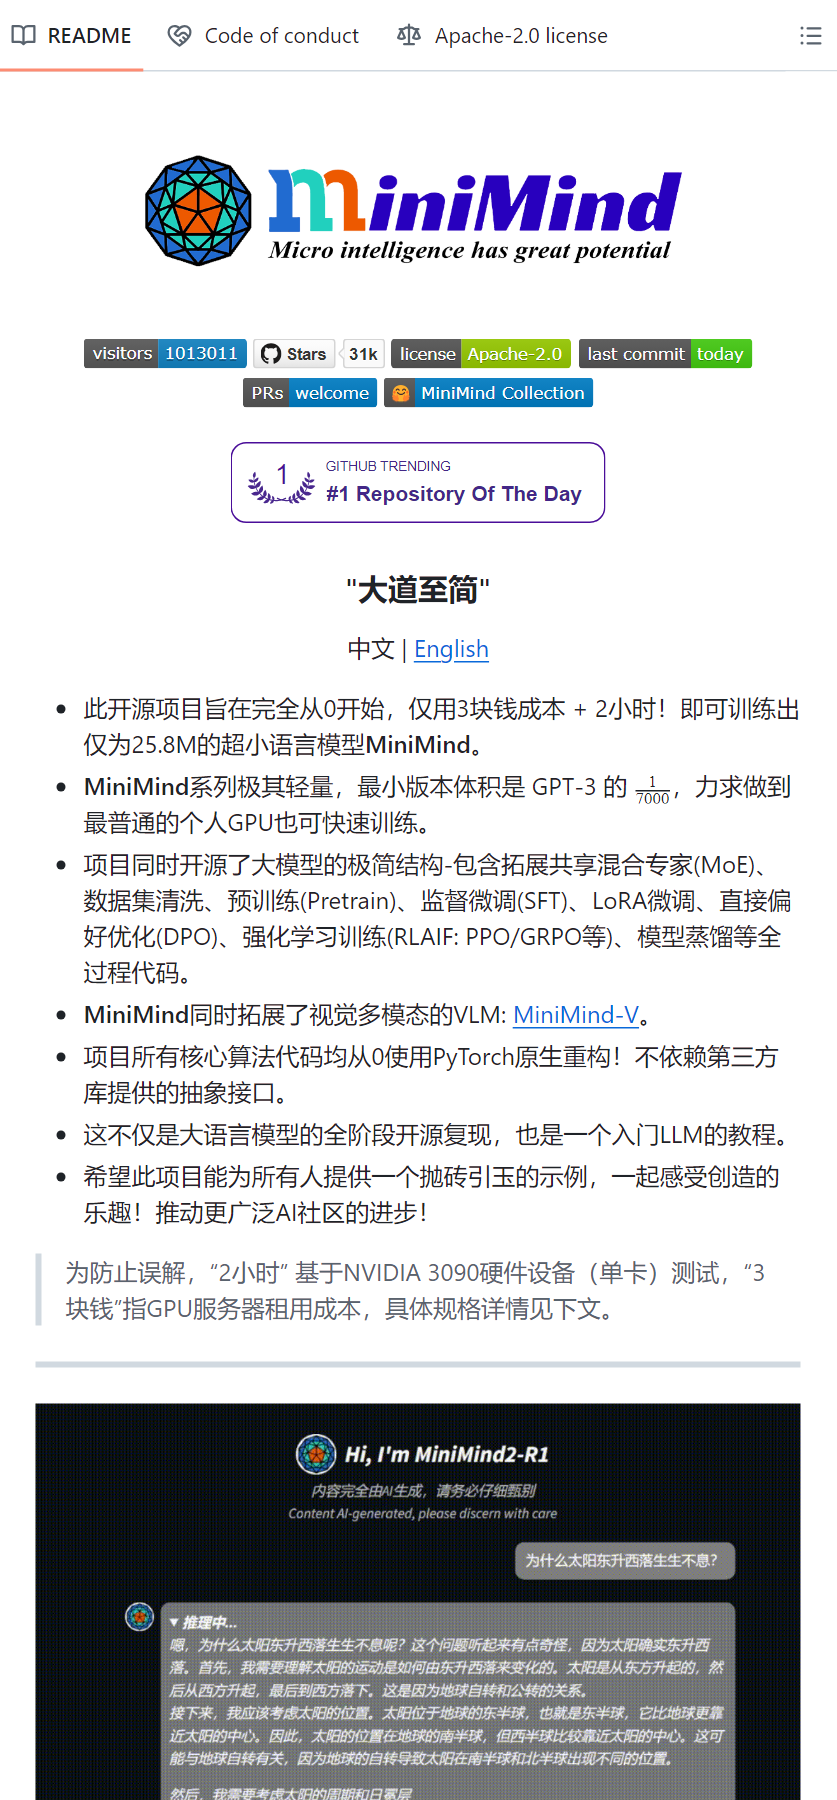 README
Code of conduct
Apache-2.0 license
miniMind
Micro intelligence has great potential
visitors 1013011
Stars 31k
license Apache-2.0
last commit today
PRs welcome
MiniMind Collection
1
GITHUB TRENDING
#1 Repository Of The Day
"大道至简"
中文 | English
此开源项目旨在完全从0开始，仅用3块钱成本 + 2小时！即可训练出
仅为25.8M的超小语言模型MiniMind。
MiniMind系列极其轻量，最小版本体积是 GPT-3 的 1/7000，力求做到
最普通的个人GPU也可快速训练。
项目同时开源了大模型的极简结构-包含拓展共享混合专家(MoE)、
数据集清洗、预训练(Pretrain)、监督微调(SFT)、LoRA微调、直接偏
好优化(DPO)、强化学习训练(RLAIF: PPO/GRPO等)、模型蒸馏等全
过程代码。
MiniMind同时拓展了视觉多模态的VLM: MiniMind-V。
项目所有核心算法代码均从0使用PyTorch原生重构！不依赖第三方
库提供的抽象接口。
这不仅是大语言模型的全阶段开源复现，也是一个入门LLM的教程。
希望此项目能为所有人提供一个抛砖引玉的示例，一起感受创造的
乐趣！推动更广泛AI社区的进步！
为防止误解，“2小时” 基于NVIDIA 3090硬件设备（单卡）测试，“3
块钱”指GPU服务器租用成本，具体规格详情见下文。
Hi, I'm MiniMind2-R1
内容完全由AI生成，请务必仔细甄别
Content AI-generated, please discern with care
为什么太阳东升西落生生不息？
▼ 推理中...
嗯，为什么太阳东升西落生生不息呢？这个问题听起来有点奇怪，因为太阳确实东升西
落。首先，我需要理解太阳的运动是如何由东升西落来变化的。太阳是从东方升起的，然
后从西方升起，最后到西方落下。这是因为地球自转和公转的关系。
接下来，我应该考虑太阳的位置。太阳位于地球的东半球，也就是东半球，它比地球更靠
近太阳的中心。因此，太阳的位置在地球的南半球，但西半球比较靠近太阳的中心。这可
能与地球自转有关，因为地球的自转导致太阳在南半球和北半球出现不同的位置。
然后，我需要考虑太阳的周期和日冕层